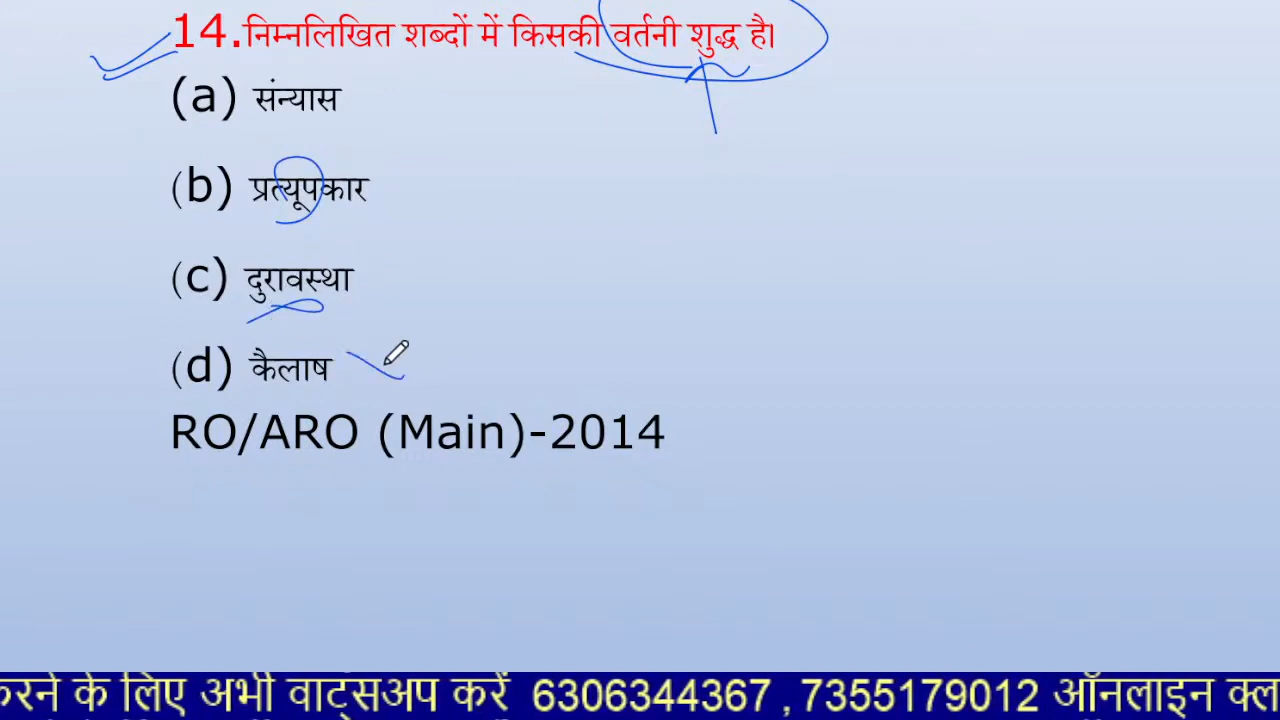 14.निम्नलिखित शब्दों में किसकी वर्तनी शुद्ध है।
(a) संन्यास
(b) प्रत्यूपकार
(c) दुरावस्था
(d) कैलाष
RO/ARO (Main)-2014
करने के लिए अभी वाट्सअप करें 6306344367 ,7355179012 ऑनलाइन क्ल